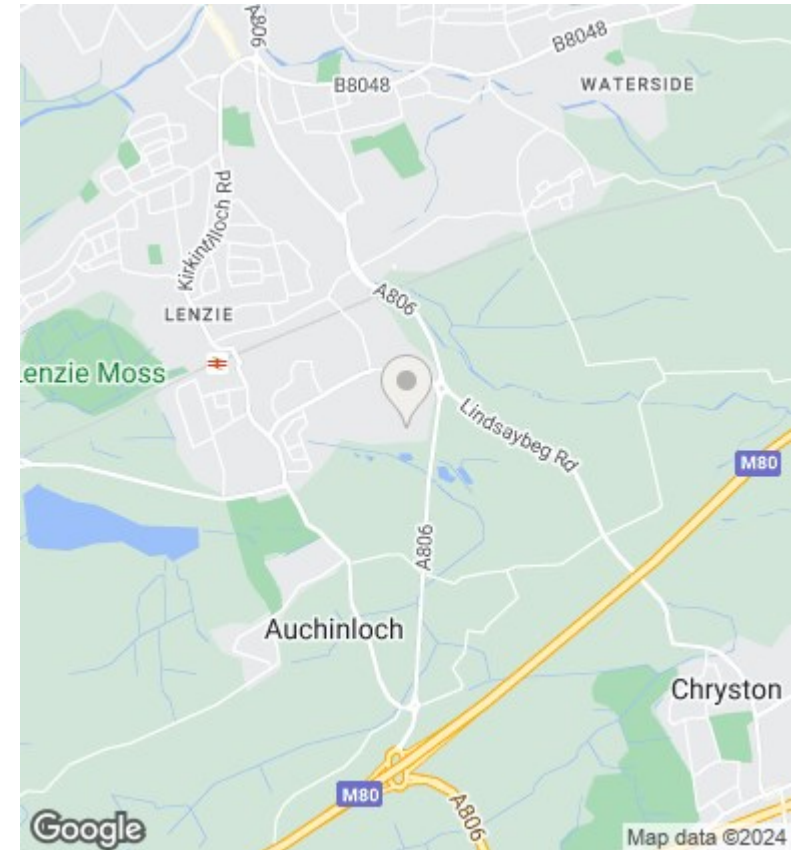 A806
B8048
B8048
WATERSIDE
Kirkintilloch Rd
A806
LENZIE
Lenzie Moss
Lindsaybeg Rd
M80
A806
Auchinloch
Chryston
M80
A806
Google
Map data ©2024